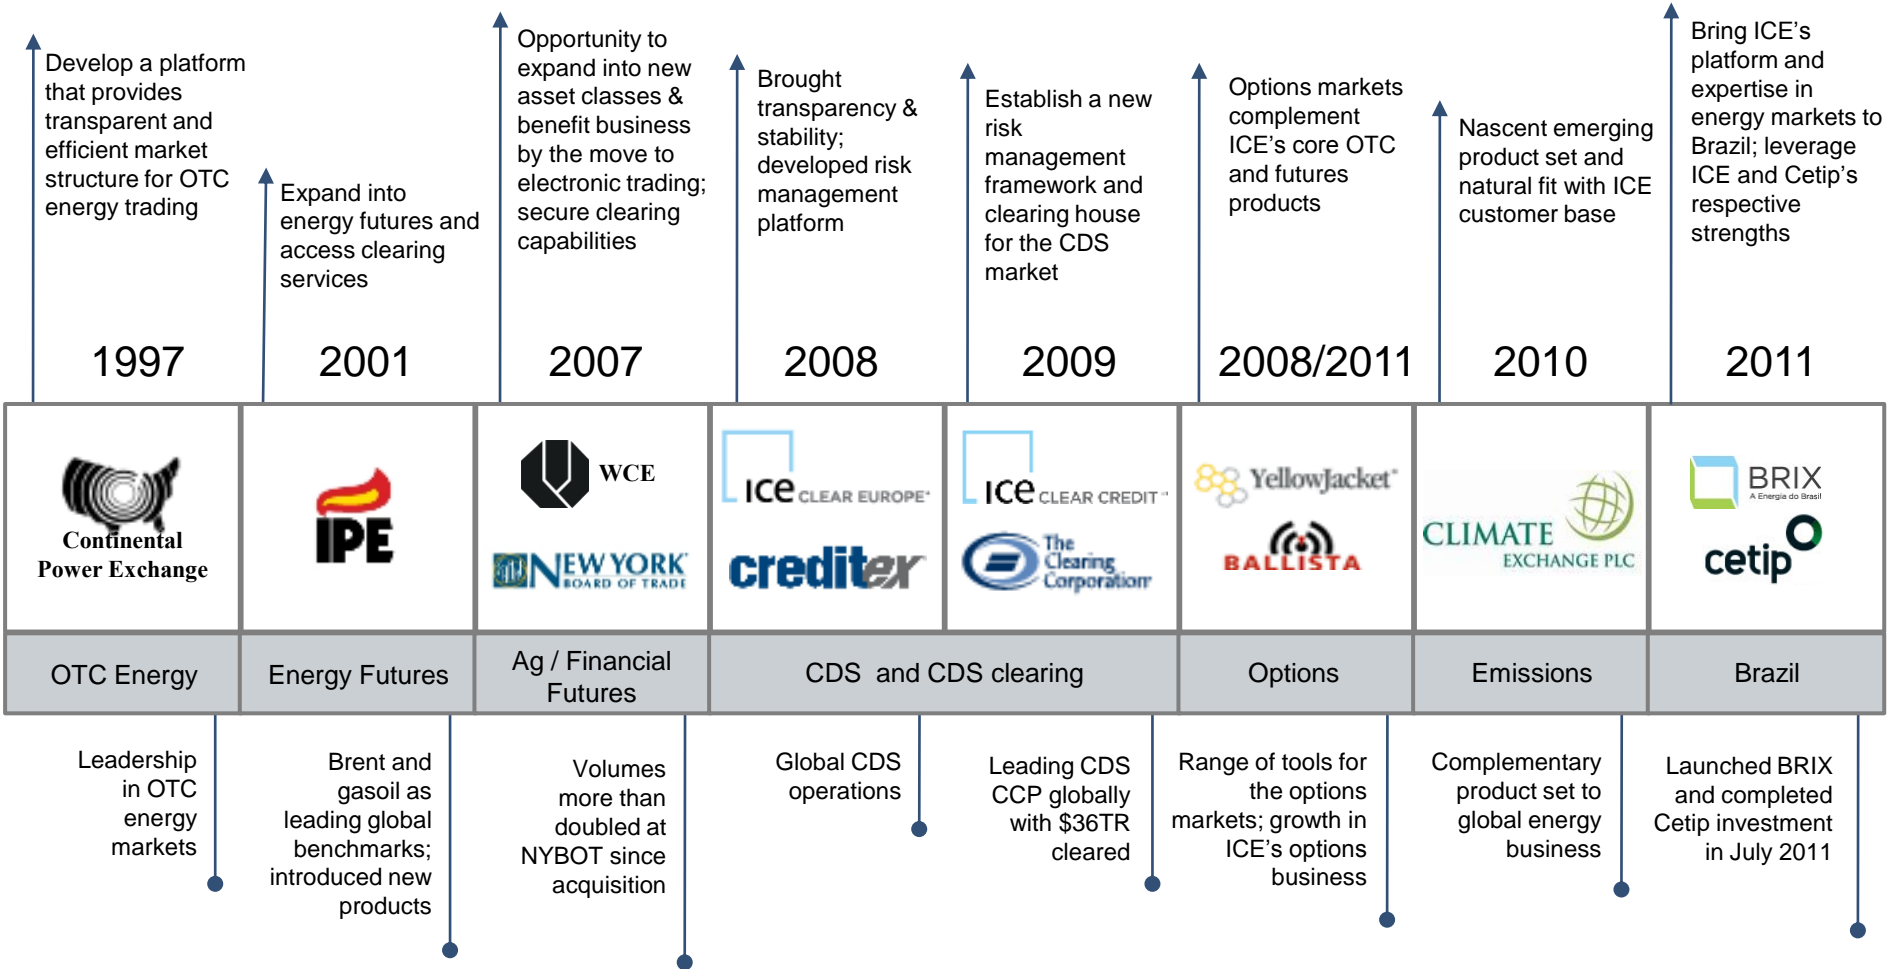 Develop a platform
that provides
transparent and
efficient market
structure for OTC
energy trading
Expand into
energy futures and
access clearing
services
Opportunity to
expand into new
asset classes &
benefit business
by the move to
electronic trading;
secure clearing
capabilities
Brought
transparency &
stability;
developed risk
management
platform
Establish a new
risk
management
framework and
clearing house
for the CDS
market
Options markets
complement
ICE's core OTC
and futures
products
Nascent emerging
product set and
natural fit with ICE
customer base
Bring ICE's
platform and
expertise in
energy markets to
Brazil; leverage
ICE and Cetip's
respective
strengths
1997
2001
2007
2008
2009
2008/2011
2010
2011
Continental
Power Exchange
IPE
WCE
NEW YORK
BOARD OF TRADE
ice CLEAR EUROPE
creditex
ice CLEAR CREDIT
The
Clearing
Corporation
YellowJacket
BALLISTA
CLIMATE
EXCHANGE PLC
BRIX
A Energia do Brasil
cetip
OTC Energy
Energy Futures
Ag / Financial
Futures
CDS and CDS clearing
Options
Emissions
Brazil
Leadership
in OTC
energy
markets
Brent and
gasoil as
leading global
benchmarks;
introduced new
products
Volumes
more than
doubled at
NYBOT since
acquisition
Global CDS
operations
Leading CDS
CCP globally
with $36TR
cleared
Range of tools for
the options
markets; growth in
ICE's options
business
Complementary
product set to
global energy
business
Launched BRIX
and completed
Cetip investment
in July 2011